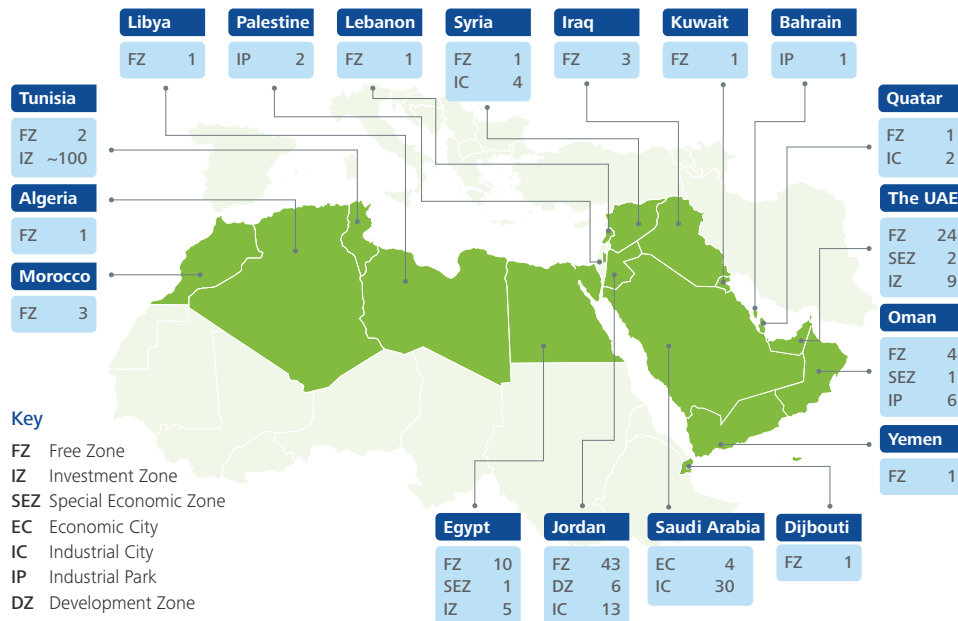 Libya
FZ 1
Palestine
IP 2
Lebanon
FZ 1
Syria
FZ 1
IC 4
Iraq
FZ 3
Kuwait
FZ 1
Bahrain
IP 1
Tunisia
FZ 2
IZ ~100
Algeria
FZ 1
Morocco
FZ 3
Quatar
FZ 1
IC 2
The UAE
FZ 24
SEZ 2
IZ 9
Oman
FZ 4
SEZ 1
IP 6
Yemen
FZ 1
Key
FZ Free Zone
IZ Investment Zone
SEZ Special Economic Zone
EC Economic City
IC Industrial City
IP Industrial Park
DZ Development Zone
Egypt
FZ 10
SEZ 1
IZ 5
Jordan
FZ 43
DZ 6
IC 13
Saudi Arabia
EC 4
IC 30
Dijbouti
FZ 1